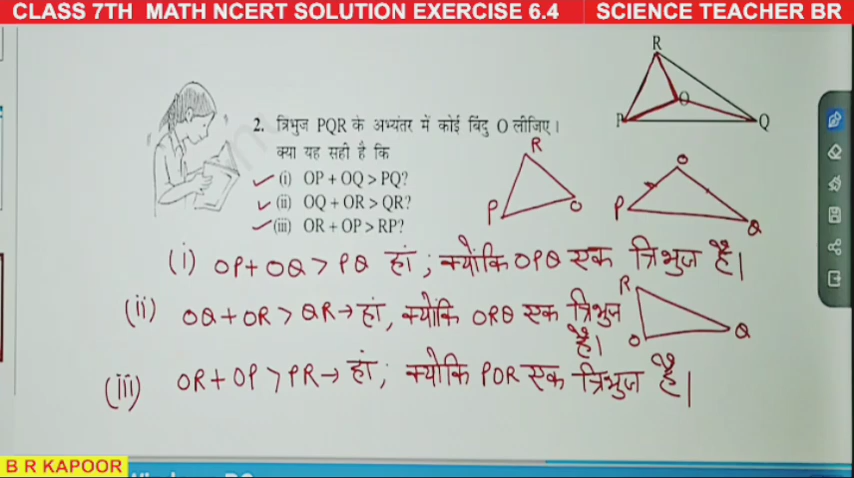 CLASS 7TH MATH NCERT SOLUTION EXERCISE 6.4 SCIENCE TEACHER BR
R
O
P
Q
2. त्रिभुज PQR के अभ्यंतर में कोई बिंदु O लीजिए।
क्या यह सही है कि
(i) OP + OQ > PQ?
(ii) OQ + OR > QR?
(iii) OR + OP > RP?
R
P
O
O
P
Q
(i) OP + OQ > PQ हां ; क्योंकि OPQ एक त्रिभुज है।
(ii) OQ + OR > QR → हां, क्योंकि ORQ एक त्रिभुज
है।
R
O
Q
(iii) OR + OP > PR → हां; क्योकि POR एक त्रिभुज है।
B R KAPOOR